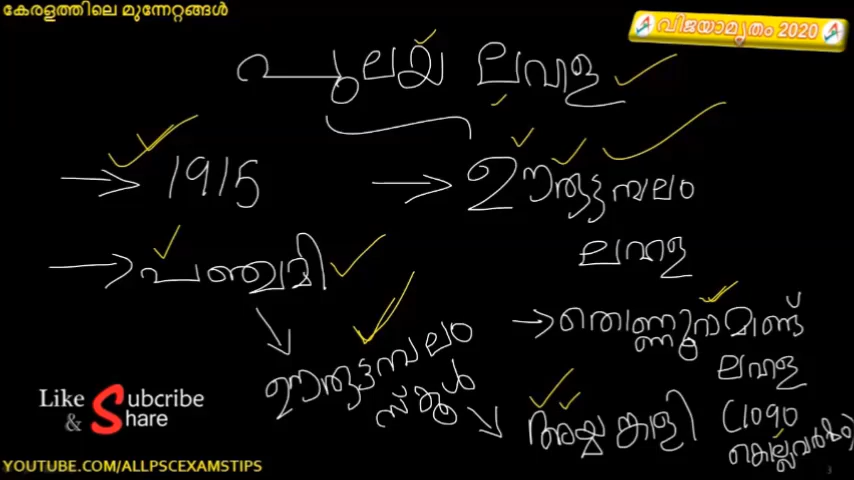 കേരളത്തിലെ മുന്നേറ്റങ്ങൾ
വിജയാമൃതം 2020
പുലയ ലഹള
→ 1915
→ ഊരൂട്ടമ്പലം
ലഹള
→ പഞ്ചമി
ഊരൂട്ടമ്പലം
സ്കൂൾ
→ തൊണ്ണൂറാമാണ്ട്
ലഹള
(1090
കൊല്ലവർഷം)
അയ്യങ്കാളി
Like Subcribe
& Share
YOUTUBE.COM/ALLPSCEXAMSTIPS
3